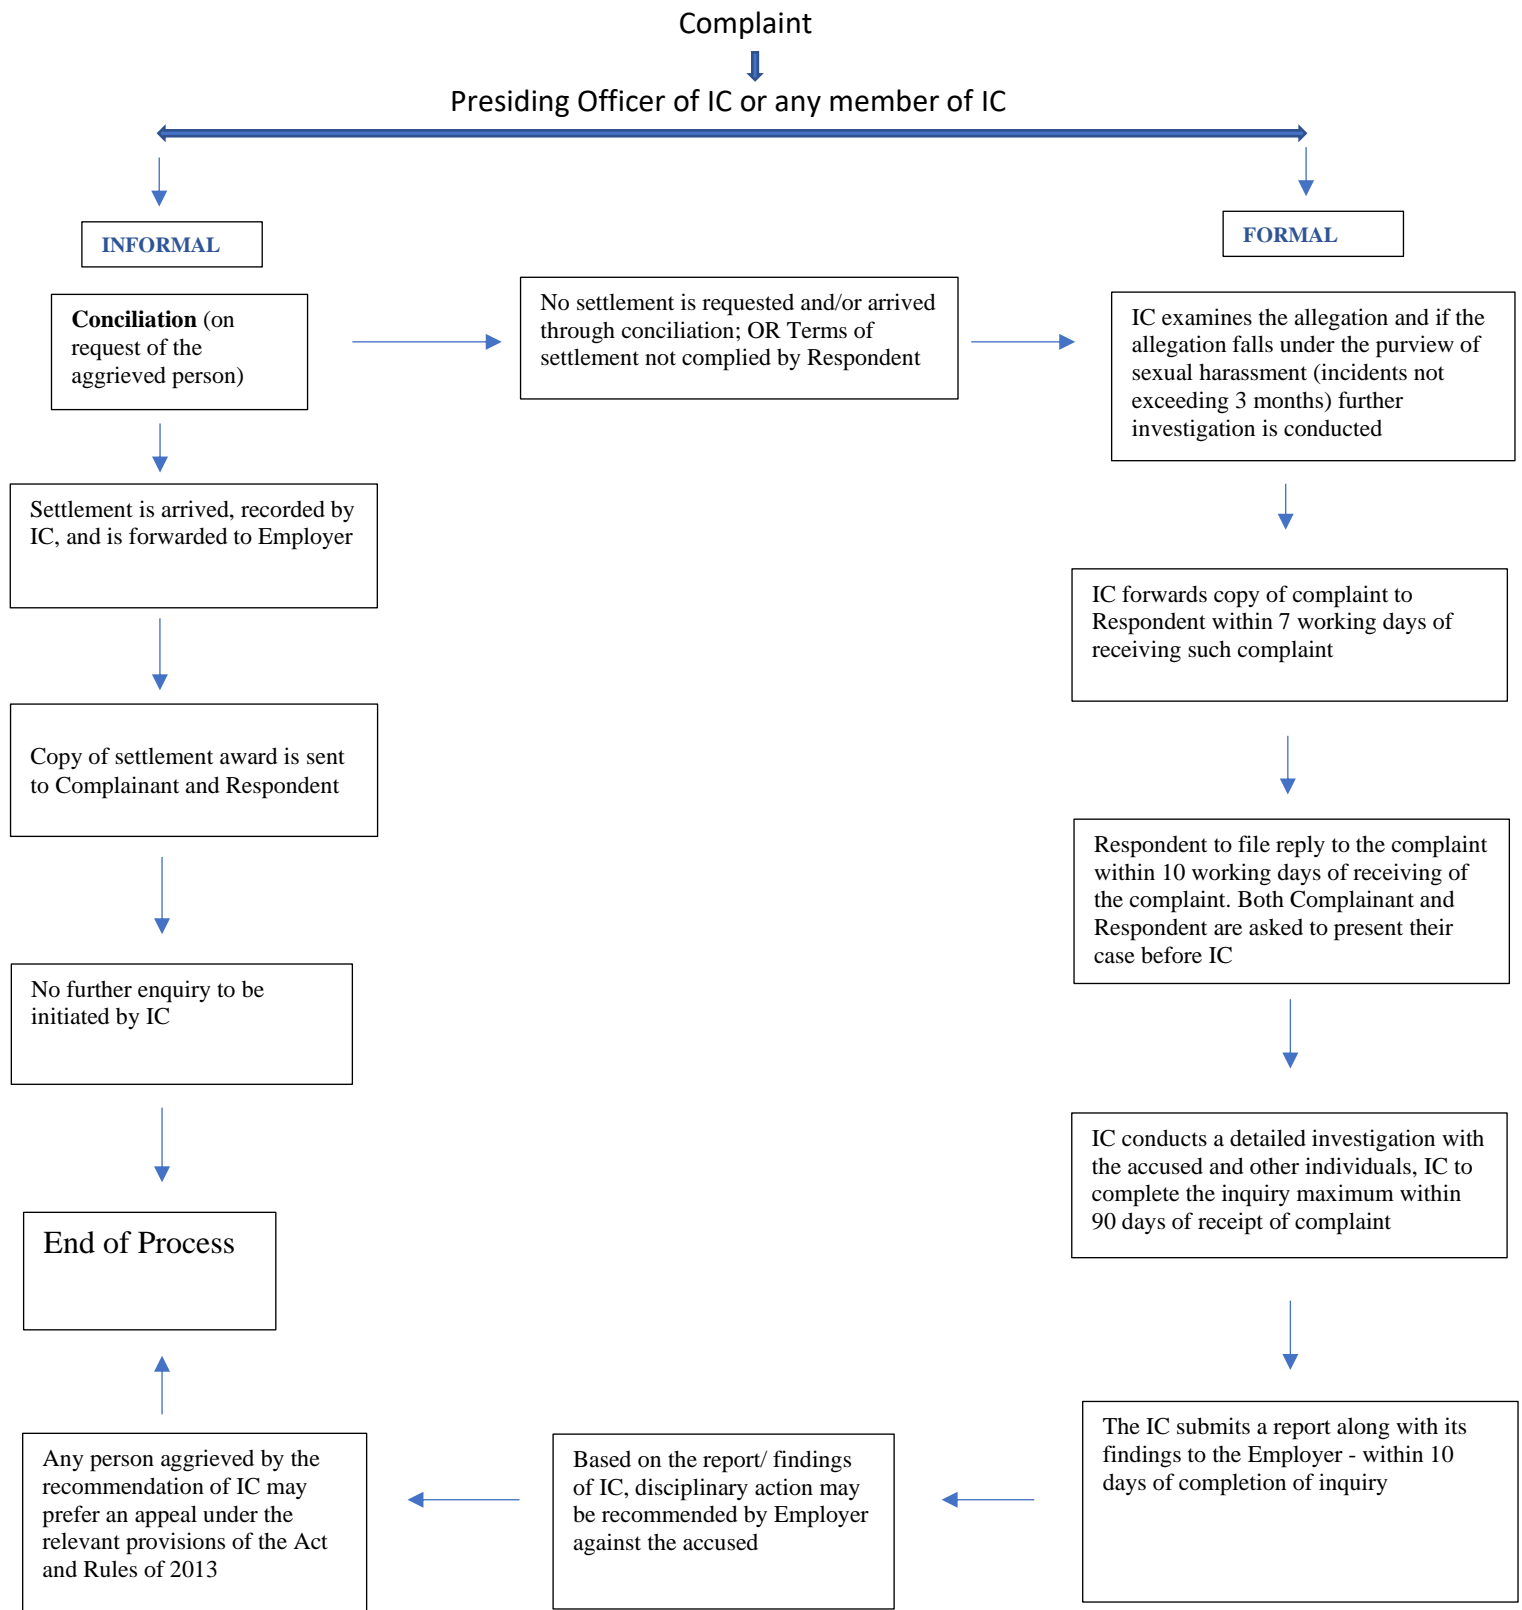 Complaint
Presiding Officer of IC or any member of IC
INFORMAL
Conciliation (on
request of the
aggrieved person)
Settlement is arrived, recorded by
IC, and is forwarded to Employer
Copy of settlement award is sent
to Complainant and Respondent
No further enquiry to be
initiated by IC
End of Process
No settlement is requested and/or arrived
through conciliation; OR Terms of
settlement not complied by Respondent
FORMAL
IC examines the allegation and if the
allegation falls under the purview of
sexual harassment (incidents not
exceeding 3 months) further
investigation is conducted
IC forwards copy of complaint to
Respondent within 7 working days of
receiving such complaint
Respondent to file reply to the complaint
within 10 working days of receiving of
the complaint. Both Complainant and
Respondent are asked to present their
case before IC
IC conducts a detailed investigation with
the accused and other individuals, IC to
complete the inquiry maximum within
90 days of receipt of complaint
The IC submits a report along with its
findings to the Employer - within 10
days of completion of inquiry
Based on the report/ findings
of IC, disciplinary action may
be recommended by Employer
against the accused
Any person aggrieved by the
recommendation of IC may
prefer an appeal under the
relevant provisions of the Act
and Rules of 2013